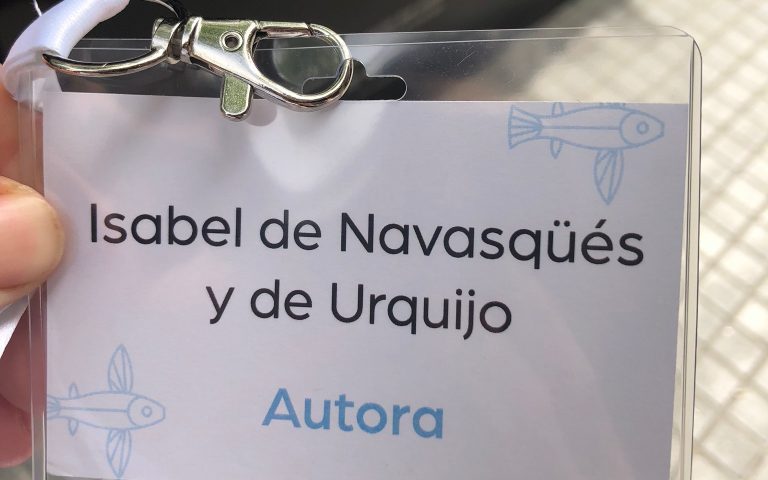 Isabel de Navasqüés
y de Urquijo
Autora